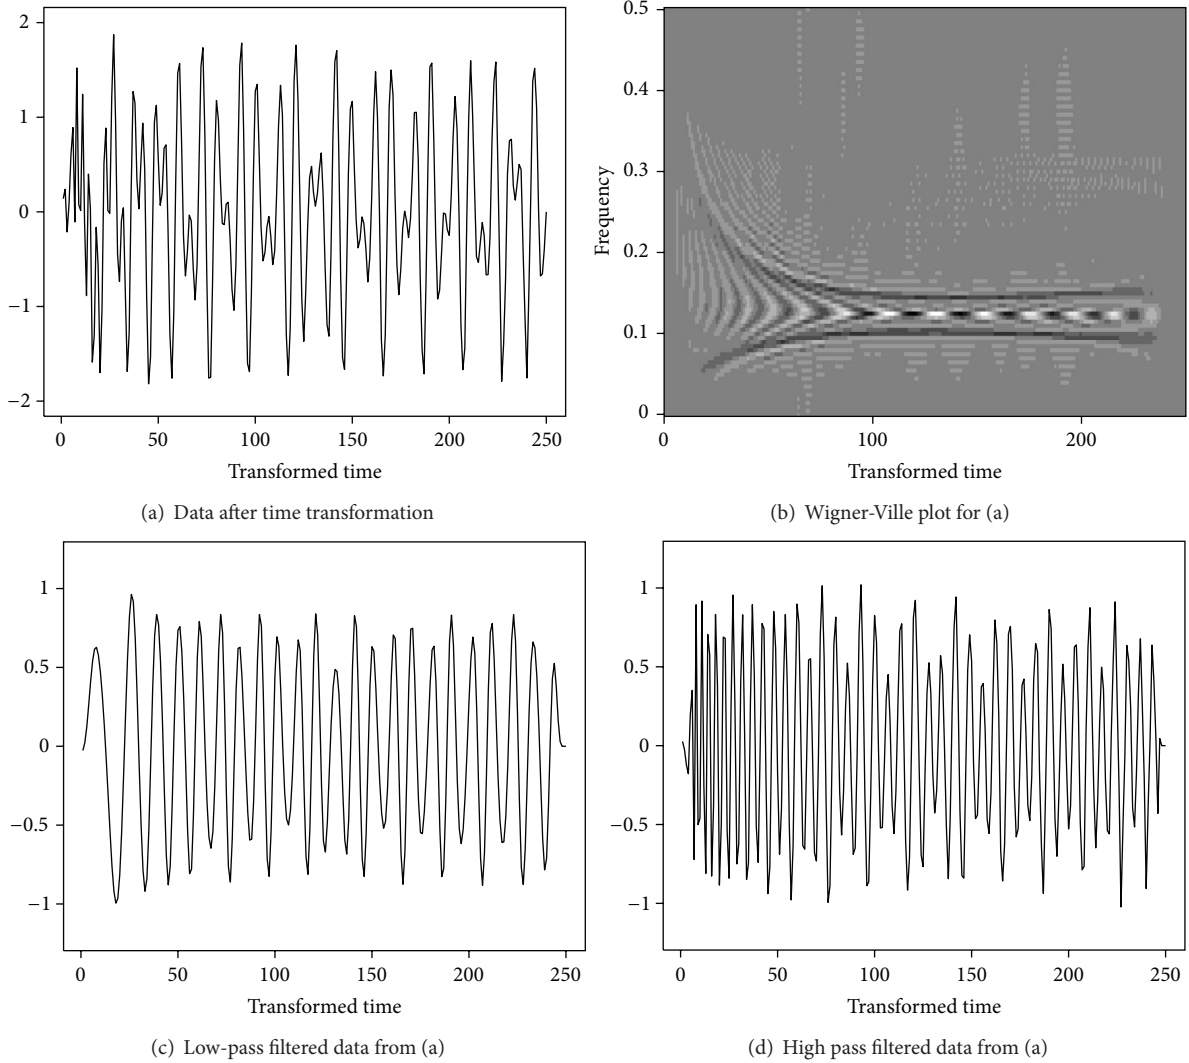 2
1
0
−1
−2
0 50 100 150 200 250
Transformed time
(a) Data after time transformation
0.5
0.4
0.3
0.2
0.1
0
Frequency
0 100 200
Transformed time
(b) Wigner-Ville plot for (a)
1
0.5
0
−0.5
−1
0 50 100 150 200 250
Transformed time
(c) Low-pass filtered data from (a)
1
0.5
0
−0.5
−1
0 50 100 150 200 250
Transformed time
(d) High pass filtered data from (a)